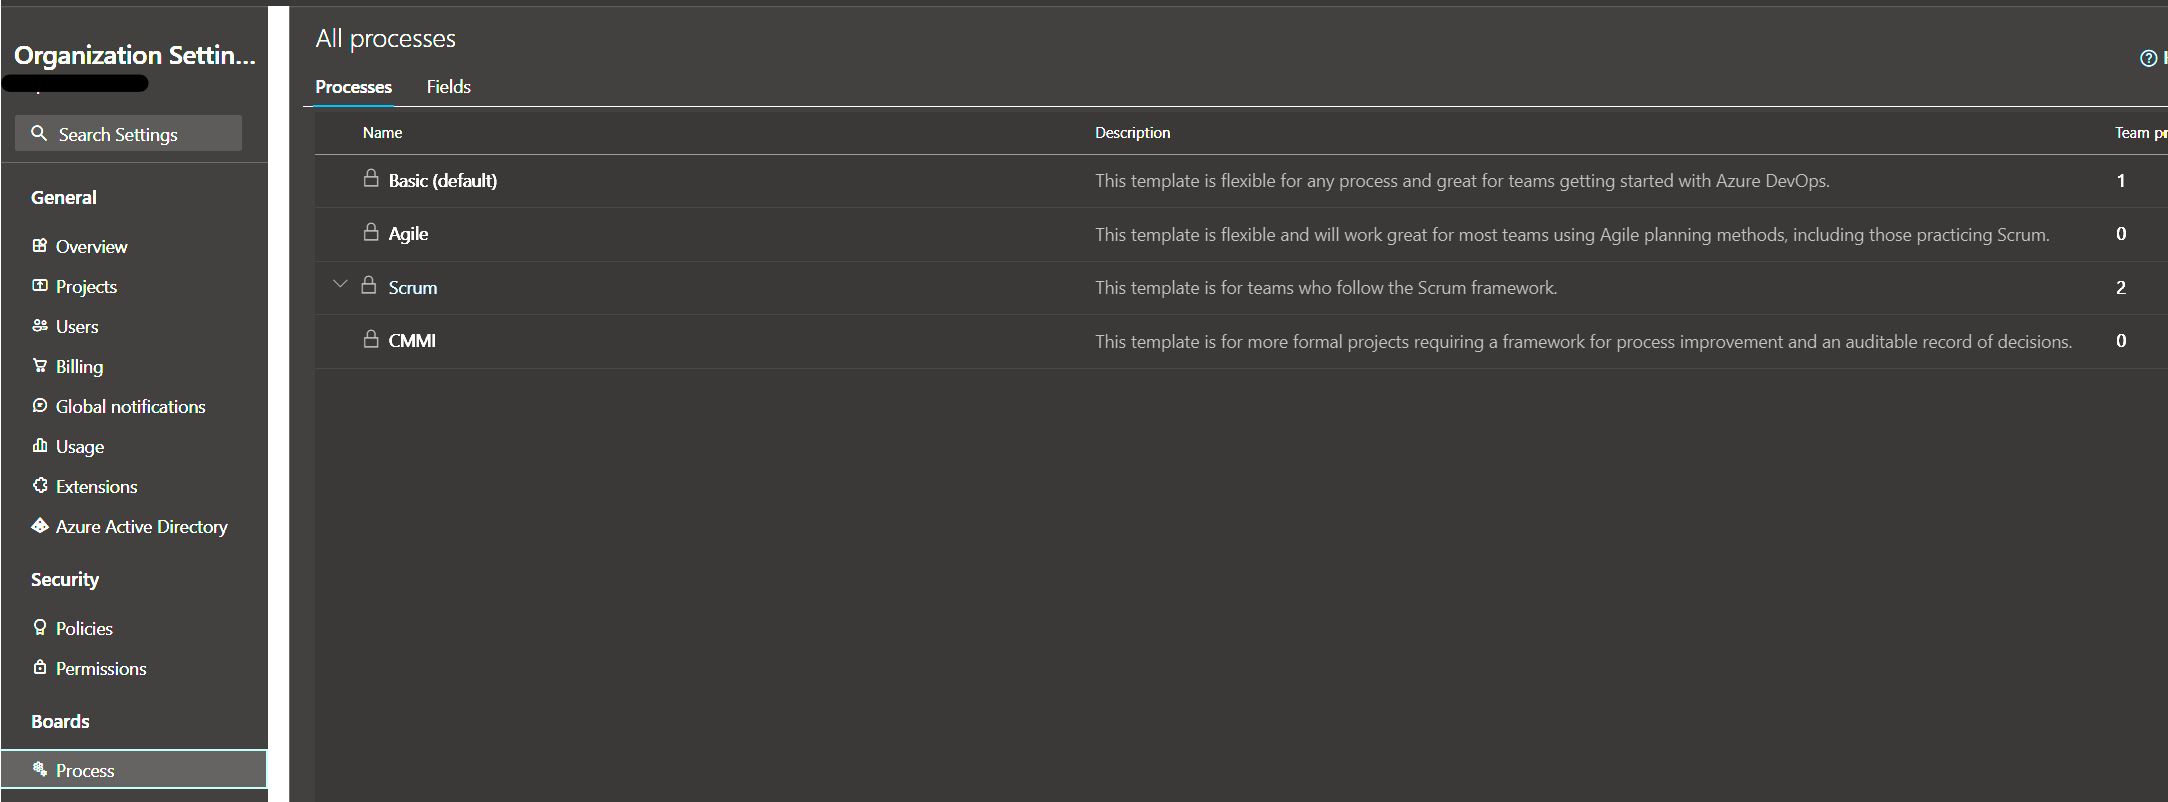 Organization Settin...
Search Settings
General
Overview
Projects
Users
Billing
Global notifications
Usage
Extensions
Azure Active Directory
Security
Policies
Permissions
Boards
Process
All processes
Processes Fields
Name Description Team pr
Basic (default) This template is flexible for any process and great for teams getting started with Azure DevOps. 1
Agile This template is flexible and will work great for most teams using Agile planning methods, including those practicing Scrum. 0
Scrum This template is for teams who follow the Scrum framework. 2
CMMI This template is for more formal projects requiring a framework for process improvement and an auditable record of decisions. 0